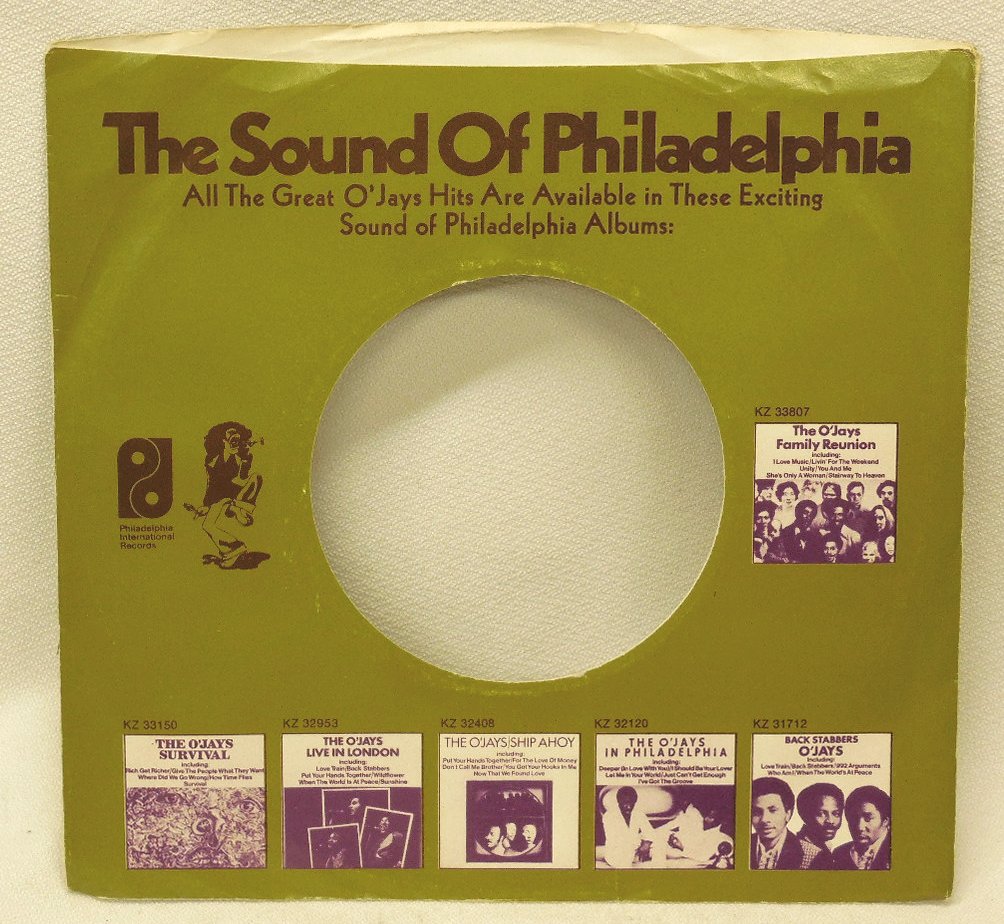 The Sound Of Philadelphia
All The Great O'Jays Hits Are Available in These Exciting
Sound of Philadelphia Albums:
KZ 33807
The O'Jays
Family Reunion
including:
I Love Music/Livin' For The Weekend
Unity/You And Me
She's Only A Woman/Stairway To Heaven
Philadelphia
International
Records
KZ 33150
THE O'JAYS
SURVIVAL
including:
Rich Get Richer/Give The People What They Want
Where Did We Go Wrong/How Time Flies
Survival
KZ 32953
THE O'JAYS
LIVE IN LONDON
including:
Love Train/Back Stabbers
Put Your Hands Together/Wildflower
When The World Is At Peace/Sunshine
KZ 32408
THE O'JAYS/SHIP AHOY
including:
Put Your Hands Together/For The Love Of Money
Don't Call Me Brother/You Got Your Hooks In Me
Now That We Found Love
KZ 32120
THE O'JAYS
IN PHILADELPHIA
including:
Deeper (In Love With You)/I Should Be Your Lover
Let Me In Your World/Just Can't Get Enough
I've Got The Groove
KZ 31712
BACK STABBERS
O'JAYS
including:
Love Train/Back Stabbers/992 Arguments
Who Am I/When The World's At Peace